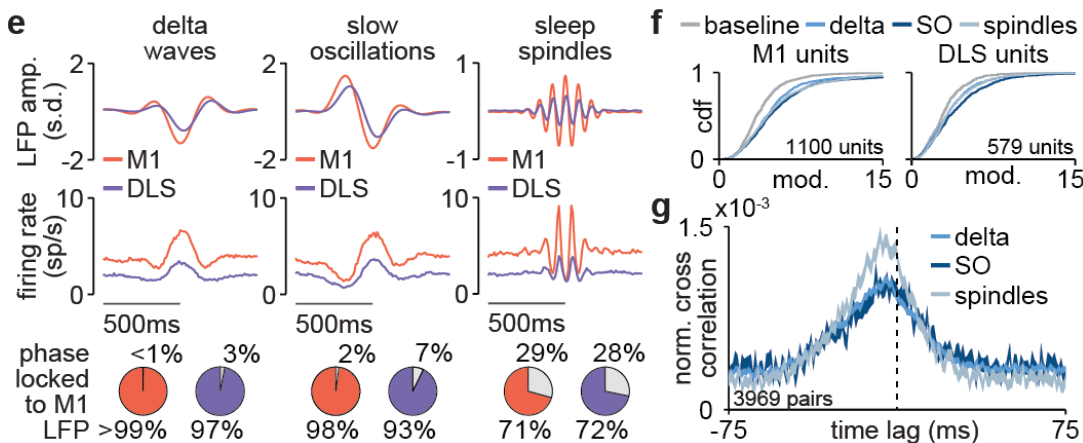 e
delta waves
slow oscillations
sleep spindles
LFP amp. (s.d.)
2
-2
2
-2
1
-1
M1
DLS
M1
DLS
M1
DLS
firing rate (sp/s)
10
0
10
0
10
0
500ms
500ms
500ms
phase locked to M1 LFP
<1%
>99%
3%
97%
2%
98%
7%
93%
29%
71%
28%
72%
f
baseline
delta
SO
spindles
M1 units
DLS units
cdf
1
0
1100 units
0
mod.
15
579 units
0
mod.
15
g
x10-3
1.5
norm. cross correlation
0
delta
SO
spindles
3969 pairs
-75
time lag (ms)
75